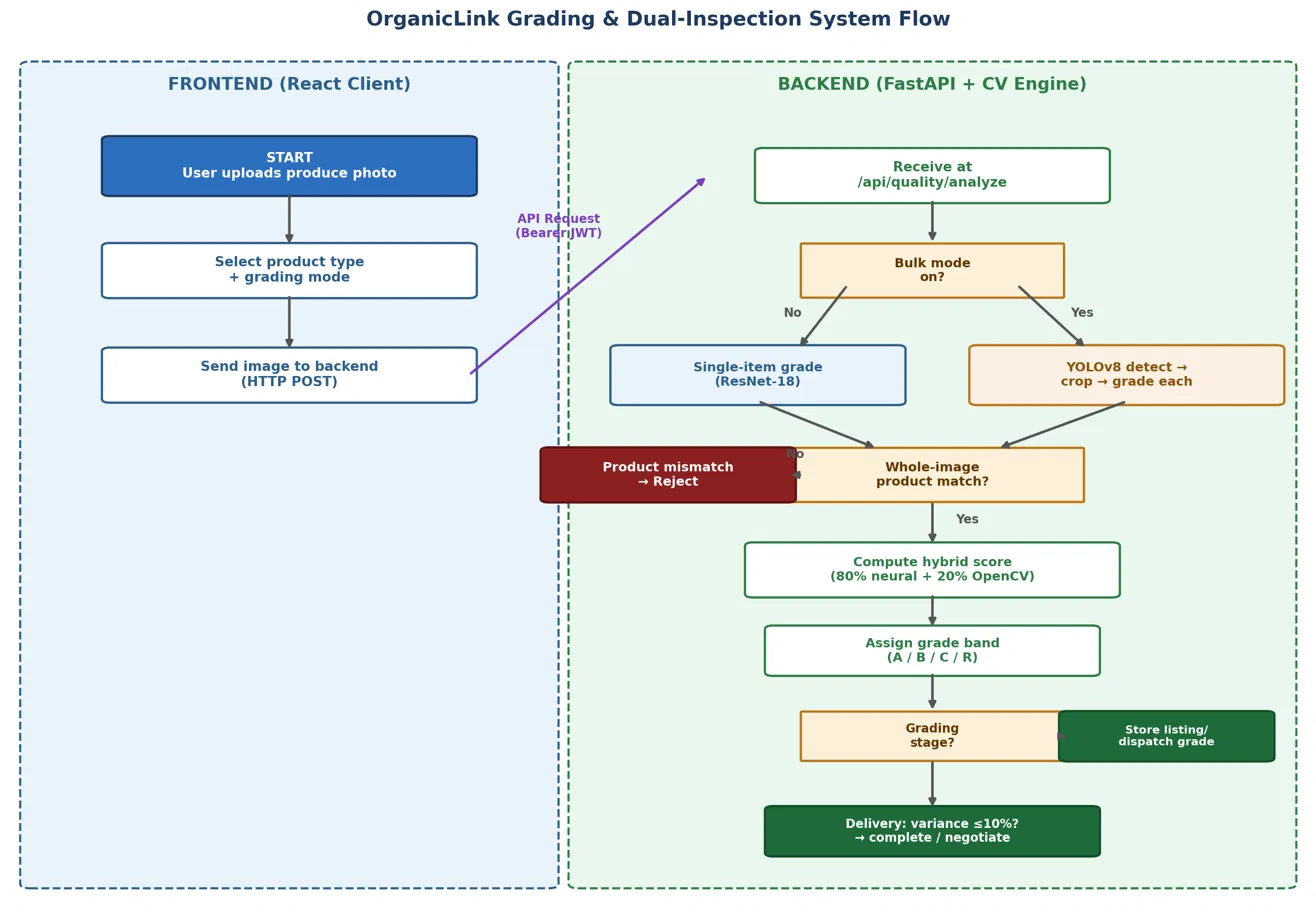 OrganicLink Grading & Dual-Inspection System Flow
FRONTEND (React Client)
START
User uploads produce photo
Select product type
+ grading mode
Send image to backend
(HTTP POST)
API Request
(Bearer JWT)
BACKEND (FastAPI + CV Engine)
Receive at
/api/quality/analyze
Bulk mode
on?
No
Yes
Single-item grade
(ResNet-18)
YOLOv8 detect →
crop → grade each
Product mismatch
→ Reject
No
Whole-image
product match?
Yes
Compute hybrid score
(80% neural + 20% OpenCV)
Assign grade band
(A / B / C / R)
Grading
stage?
Store listing/
dispatch grade
Delivery: variance ≤10%?
→ complete / negotiate